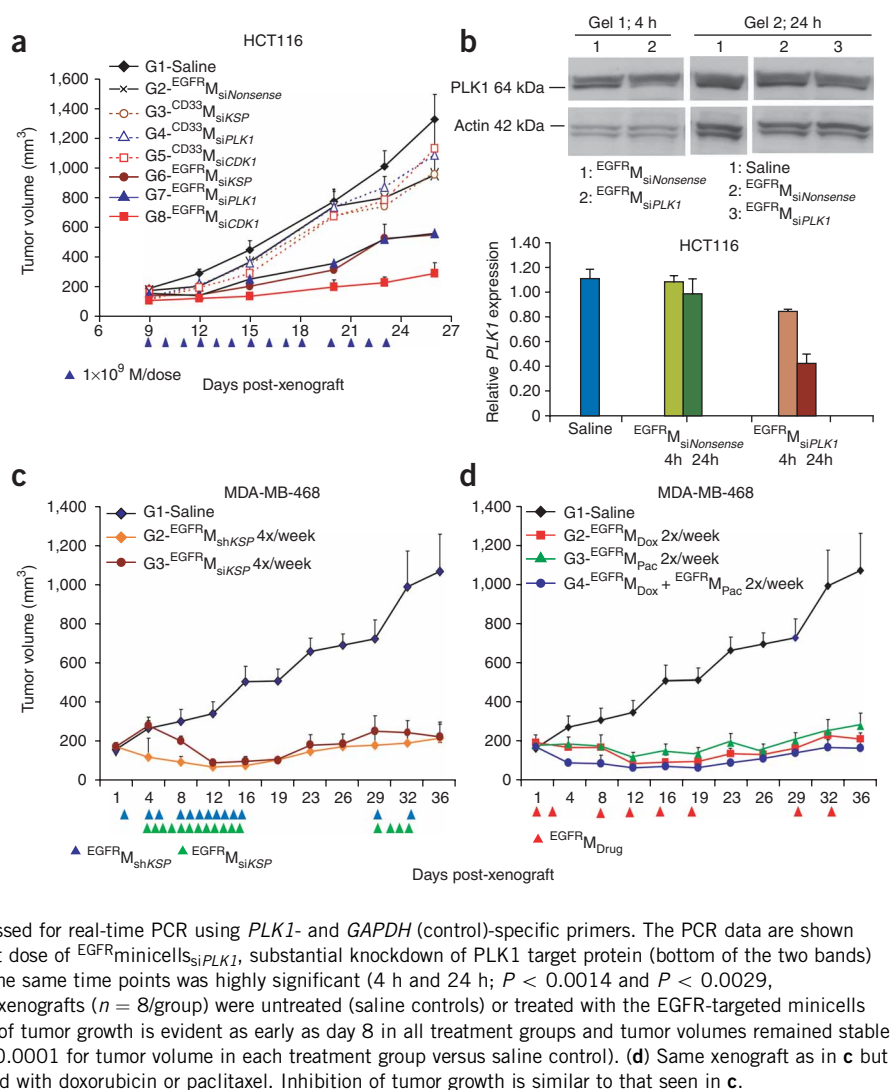 a
HCT116
G1-Saline
G2-EGFRMsiNonsense
G3-CD33MsiKSP
G4-CD33MsiPLK1
G5-CD33MsiCDK1
G6-EGFRMsiKSP
G7-EGFRMsiPLK1
G8-EGFRMsiCDK1
Tumor volume (mm3)
1,600
1,400
1,200
1,000
800
600
400
200
0
6 9 12 15 18 21 24 27
1×10^9 M/dose
Days post-xenograft
b
Gel 1; 4 h Gel 2; 24 h
1 2 1 2 3
PLK1 64 kDa
Actin 42 kDa
1: EGFRMsiNonsense
2: EGFRMsiPLK1
1: Saline
2: EGFRMsiNonsense
3: EGFRMsiPLK1
HCT116
Relative PLK1 expression
1.40
1.20
1.00
0.80
0.60
0.40
0.20
0
Saline EGFRMsiNonsense EGFRMsiPLK1
4h 24h 4h 24h
c
MDA-MB-468
G1-Saline
G2-EGFRMshKSP 4x/week
G3-EGFRMsiKSP 4x/week
Tumor volume (mm3)
1,400
1,200
1,000
800
600
400
200
0
1 4 8 12 16 19 23 26 29 32 36
EGFRMshKSP EGFRMsiKSP
d
MDA-MB-468
G1-Saline
G2-EGFRMDox 2x/week
G3-EGFRMPac 2x/week
G4-EGFRMDox + EGFRMPac 2x/week
1,400
1,200
1,000
800
600
400
200
0
1 4 8 12 16 19 23 26 29 32 36
EGFRMDrug
Days post-xenograft
ssed for real-time PCR using PLK1- and GAPDH (control)-specific primers. The PCR data are shown
t dose of EGFRminicellssiPLK1, substantial knockdown of PLK1 target protein (bottom of the two bands)
ne same time points was highly significant (4 h and 24 h; P < 0.0014 and P < 0.0029,
xenografts (n = 8/group) were untreated (saline controls) or treated with the EGFR-targeted minicells
of tumor growth is evident as early as day 8 in all treatment groups and tumor volumes remained stable
0.0001 for tumor volume in each treatment group versus saline control). (d) Same xenograft as in c but
d with doxorubicin or paclitaxel. Inhibition of tumor growth is similar to that seen in c.